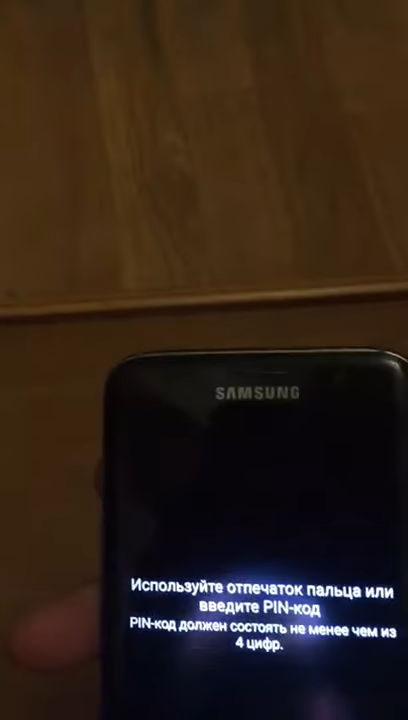 SAMSUNG
Используйте отпечаток пальца или
введите PIN-код
PIN-код должен состоять не менее чем из
4 цифр.